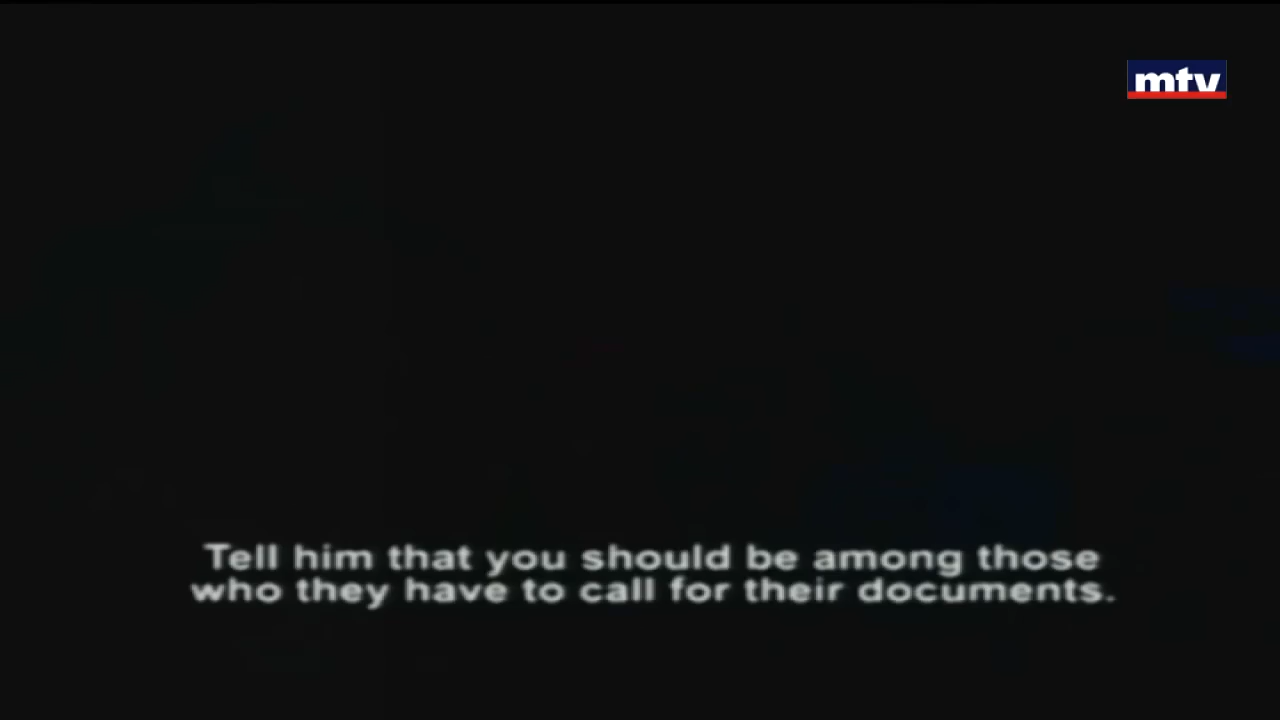 mtv
Tell him that you should be among those
who they have to call for their documents.